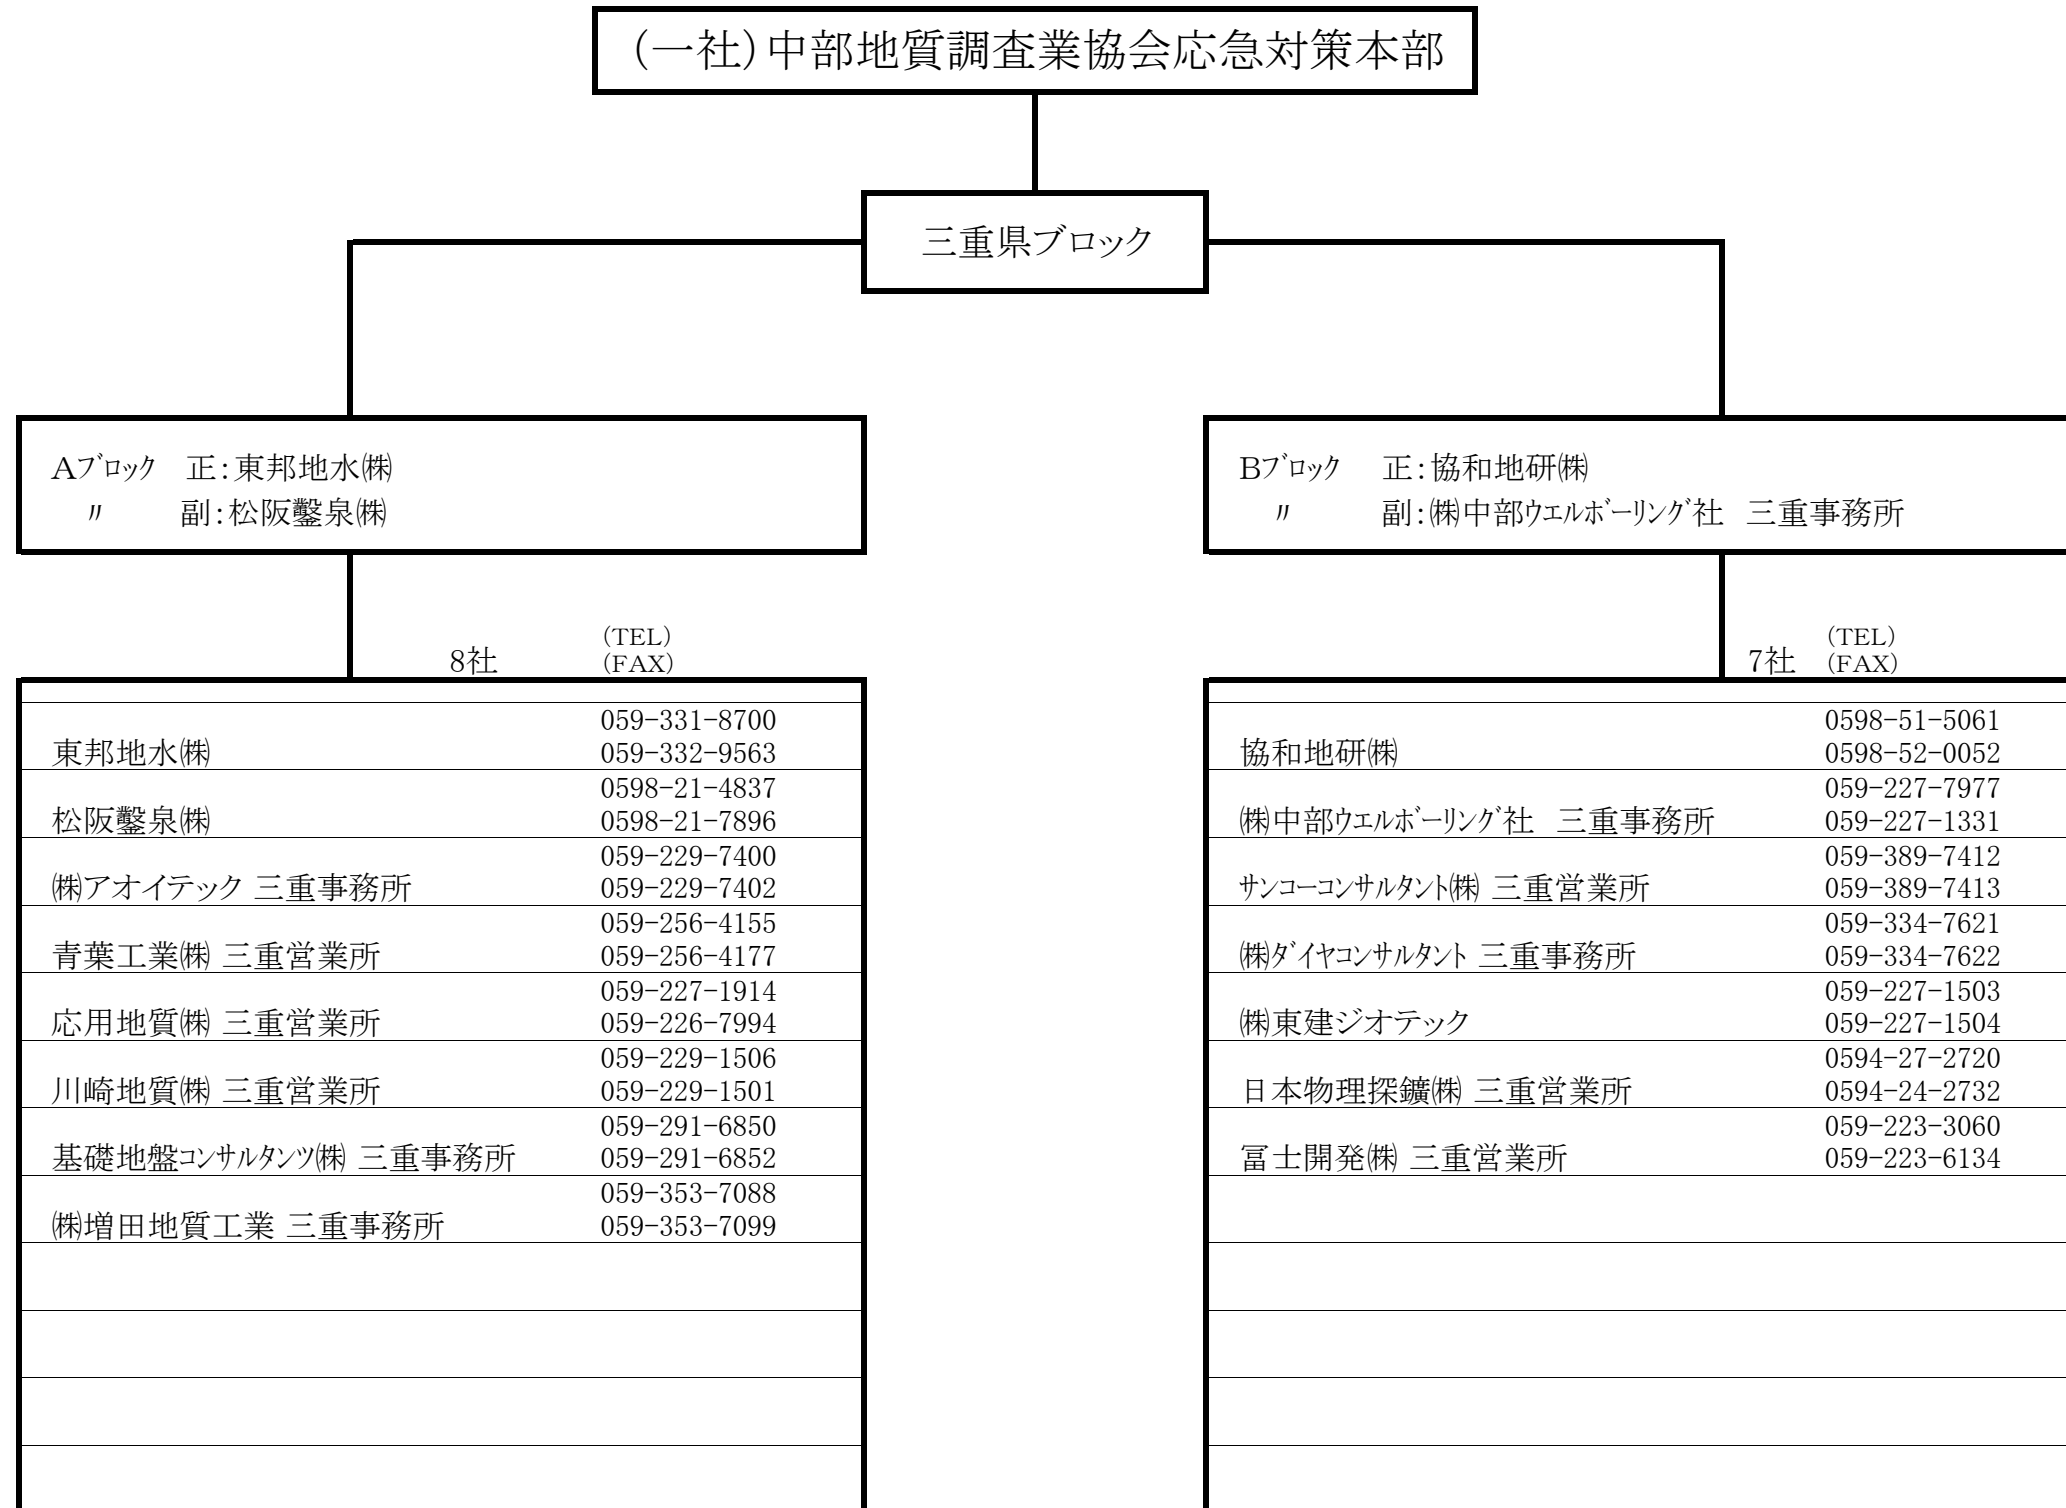 (一社)中部地質調査業協会応急対策本部
三重県ブロック
Aブロック 正:東邦地水㈱
〃 副:松阪鑿泉㈱
8社
(TEL)
(FAX)
059-331-8700
東邦地水㈱ 059-332-9563
0598-21-4837
松阪鑿泉㈱ 0598-21-7896
059-229-7400
㈱アオイテック 三重事務所 059-229-7402
059-256-4155
青葉工業㈱ 三重営業所 059-256-4177
059-227-1914
応用地質㈱ 三重営業所 059-226-7994
059-229-1506
川崎地質㈱ 三重営業所 059-229-1501
059-291-6850
基礎地盤コンサルタンツ㈱ 三重事務所 059-291-6852
059-353-7088
㈱増田地質工業 三重事務所 059-353-7099
Bブロック 正:協和地研㈱
〃 副:㈱中部ウエルボーリング社 三重事務所
7社
(TEL)
(FAX)
0598-51-5061
協和地研㈱ 0598-52-0052
059-227-7977
㈱中部ウエルボーリング社 三重事務所 059-227-1331
059-389-7412
サンコーコンサルタント㈱ 三重営業所 059-389-7413
059-334-7621
㈱ダイヤコンサルタント 三重事務所 059-334-7622
059-227-1503
㈱東建ジオテック 059-227-1504
0594-27-2720
日本物理探鑛㈱ 三重営業所 0594-24-2732
059-223-3060
冨士開発㈱ 三重営業所 059-223-6134